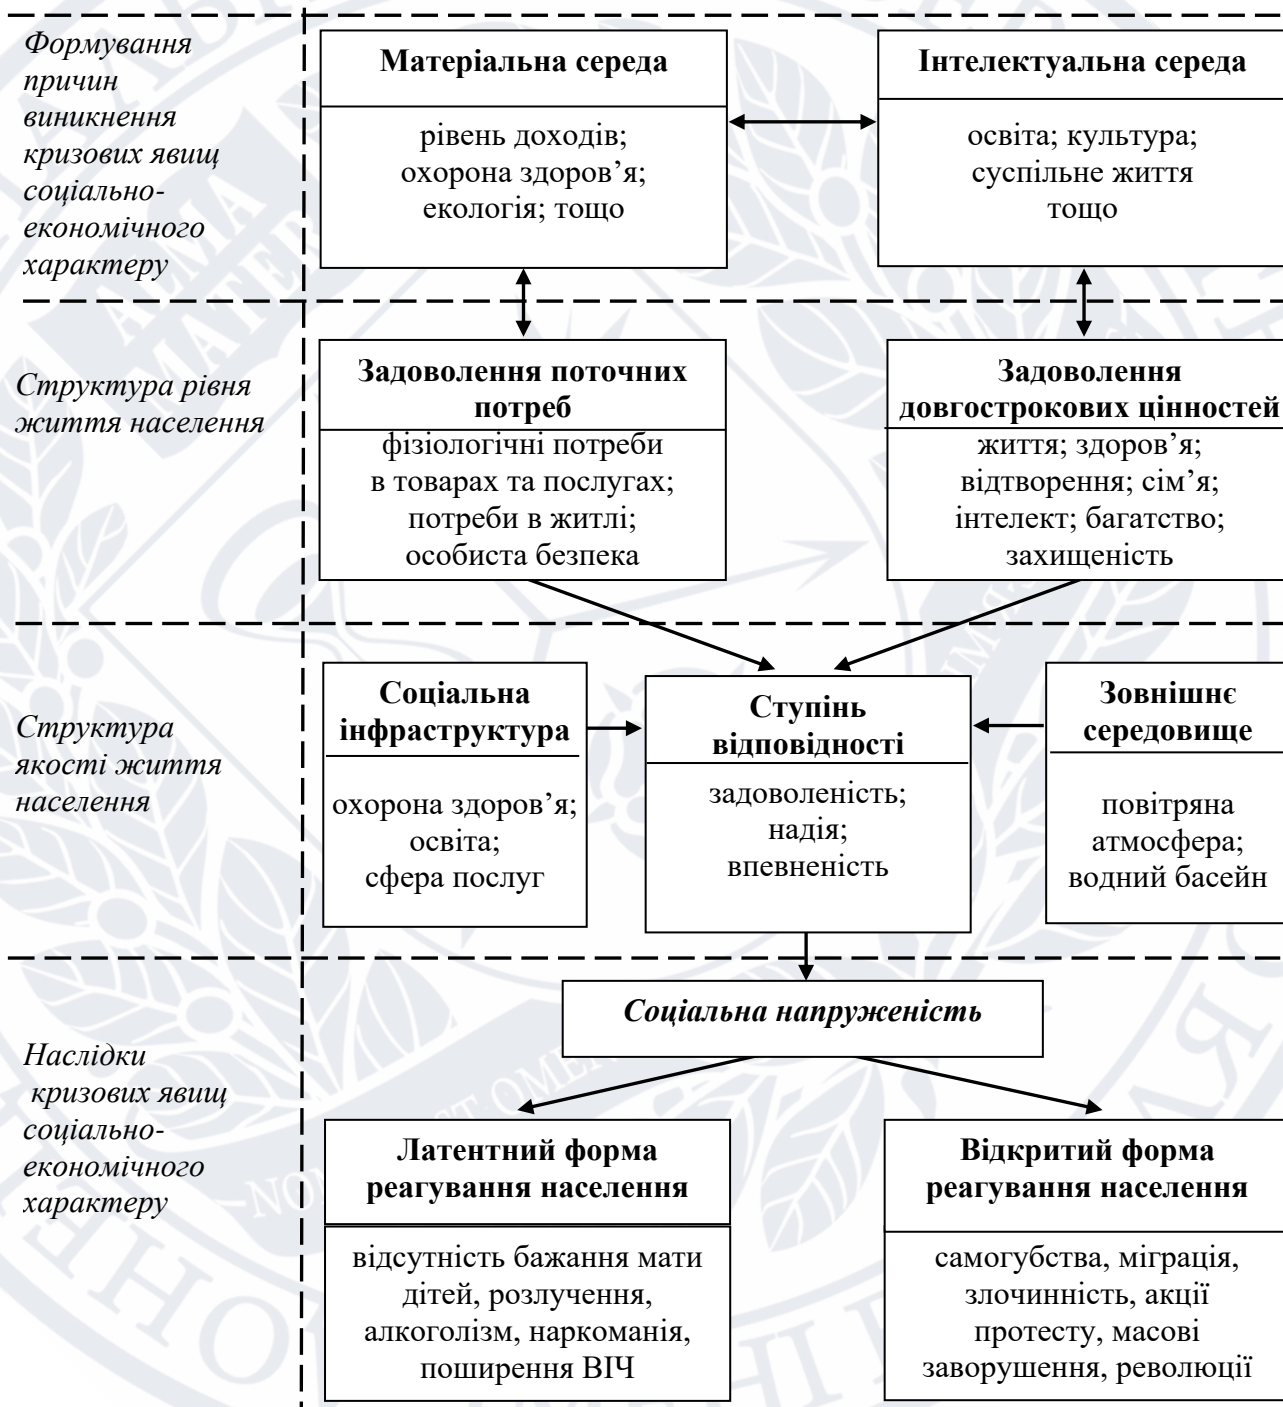 Формування
причин
виникнення
кризових явищ
соціально-
економічного
характеру
Матеріальна середа
рівень доходів;
охорона здоров’я;
екологія; тощо
Інтелектуальна середа
освіта; культура;
суспільне життя
тощо
Структура рівня
життя населення
Задоволення поточних
потреб
фізіологічні потреби
в товарах та послугах;
потреби в житлі;
особиста безпека
Задоволення
довгострокових цінностей
життя; здоров’я;
відтворення; сім’я;
інтелект; багатство;
захищеність
Структура
якості життя
населення
Соціальна
інфраструктура
охорона здоров’я;
освіта;
сфера послуг
Ступінь
відповідності
задоволеність;
надія;
впевненість
Зовнішнє
середовище
повітряна
атмосфера;
водний басейн
Наслідки
кризових явищ
соціально-
економічного
характеру
Соціальна напруженість
Латентний форма
реагування населення
відсутність бажання мати
дітей, розлучення,
алкоголізм, наркоманія,
поширення ВІЧ
Відкритий форма
реагування населення
самогубства, міграція,
злочинність, акції
протесту, масові
заворушення, революції
ALMA
MATER